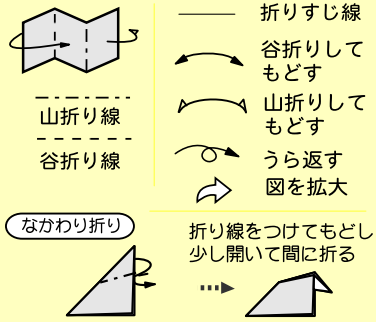 山折り線
谷折り線
折りすじ線
谷折りして
もどす
山折りして
もどす
うら返す
図を拡大
なかわり折り
折り線をつけてもどし
少し開いて間に折る